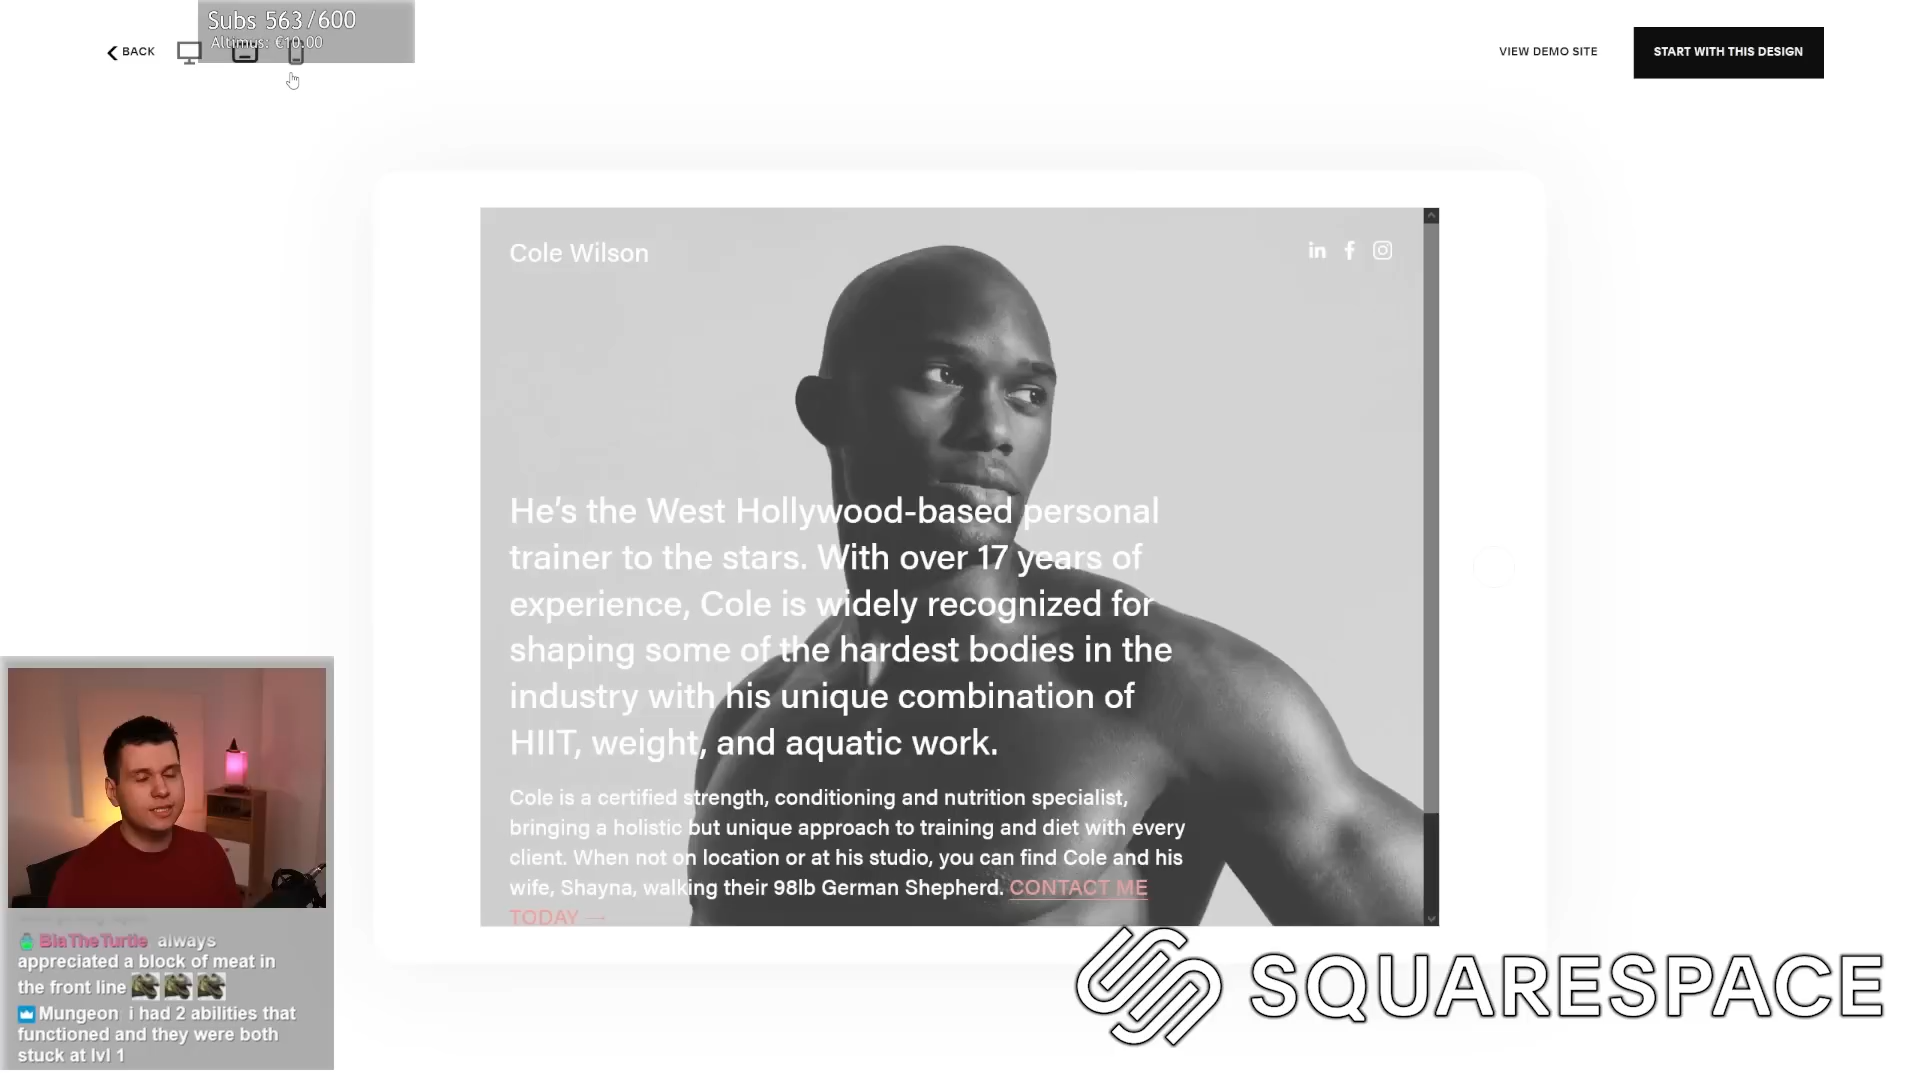 Subs 563/600
Altimus: €10.00
BACK
VIEW DEMO SITE
START WITH THIS DESIGN
Cole Wilson
in f
He's the West Hollywood-based personal
trainer to the stars. With over 17 years of
experience, Cole is widely recognized for
shaping some of the hardest bodies in the
industry with his unique combination of
HIIT, weight, and aquatic work.
Cole is a certified strength, conditioning and nutrition specialist,
bringing a holistic but unique approach to training and diet with every
client. When not on location or at his studio, you can find Cole and his
wife, Shayna, walking their 98lb German Shepherd. CONTACT ME
TODAY →
BiaTheTurtle always
appreciated a block of meat in
the front line
Mungeon i had 2 abilities that
functioned and they were both
stuck at lvl 1
SQUARESPACE